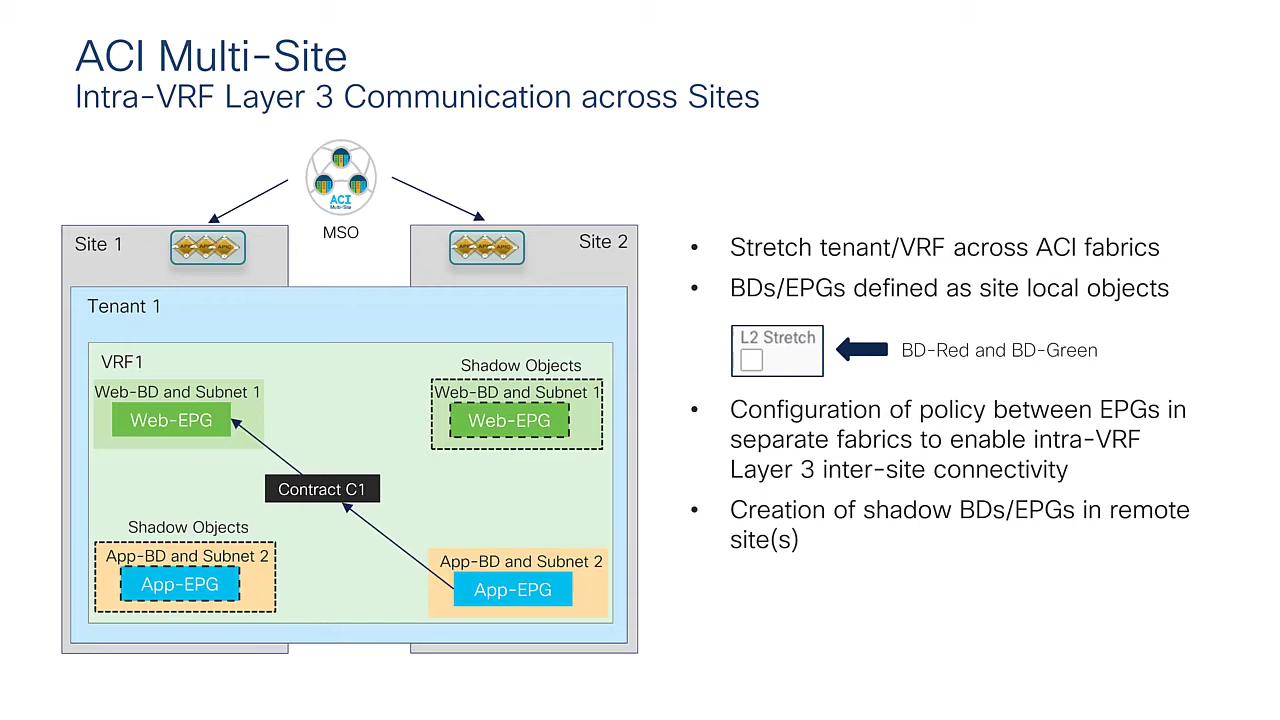 ACI Multi-Site
Intra-VRF Layer 3 Communication across Sites
ACI
Multi-Site
MSO
Site 1
Site 2
Tenant 1
VRF1
Web-BD and Subnet 1
Web-EPG
Shadow Objects
Web-BD and Subnet 1
Web-EPG
Contract C1
Shadow Objects
App-BD and Subnet 2
App-EPG
App-BD and Subnet 2
App-EPG
• Stretch tenant/VRF across ACI fabrics
• BDs/EPGs defined as site local objects
L2 Stretch
BD-Red and BD-Green
• Configuration of policy between EPGs in
separate fabrics to enable intra-VRF
Layer 3 inter-site connectivity
• Creation of shadow BDs/EPGs in remote
site(s)